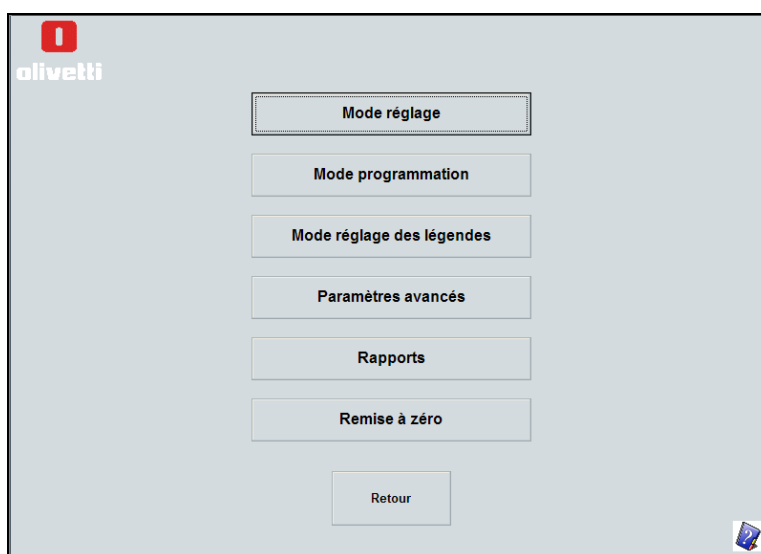 olivetti
Mode réglage
Mode programmation
Mode réglage des légendes
Paramètres avancés
Rapports
Remise à zéro
Retour
?